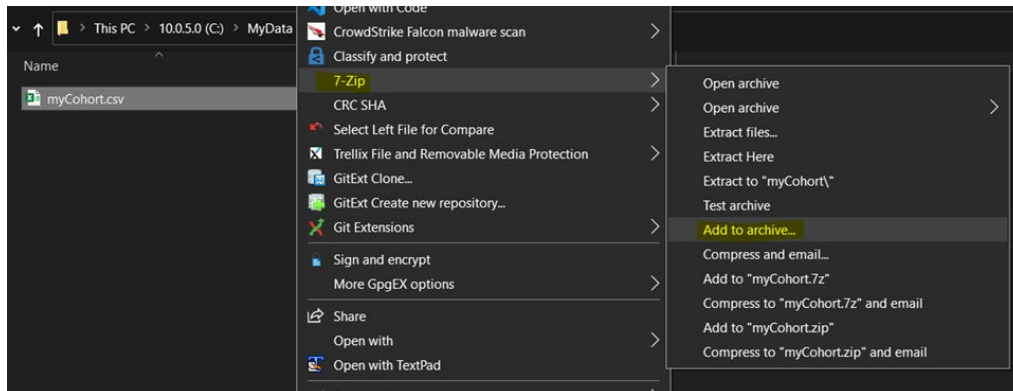 Open with Code
This PC > 10.0.5.0 (C:) > MyData
Name
myCohort.csv
CrowdStrike Falcon malware scan
Classify and protect
7-Zip
CRC SHA
Select Left File for Compare
Trellix File and Removable Media Protection
GitExt Clone...
GitExt Create new repository...
Git Extensions
Sign and encrypt
More GpgEX options
Share
Open with
Open with TextPad
Open archive
Open archive
Extract files...
Extract Here
Extract to "myCohort\"
Test archive
Add to archive...
Compress and email...
Add to "myCohort.7z"
Compress to "myCohort.7z" and email
Add to "myCohort.zip"
Compress to "myCohort.zip" and email